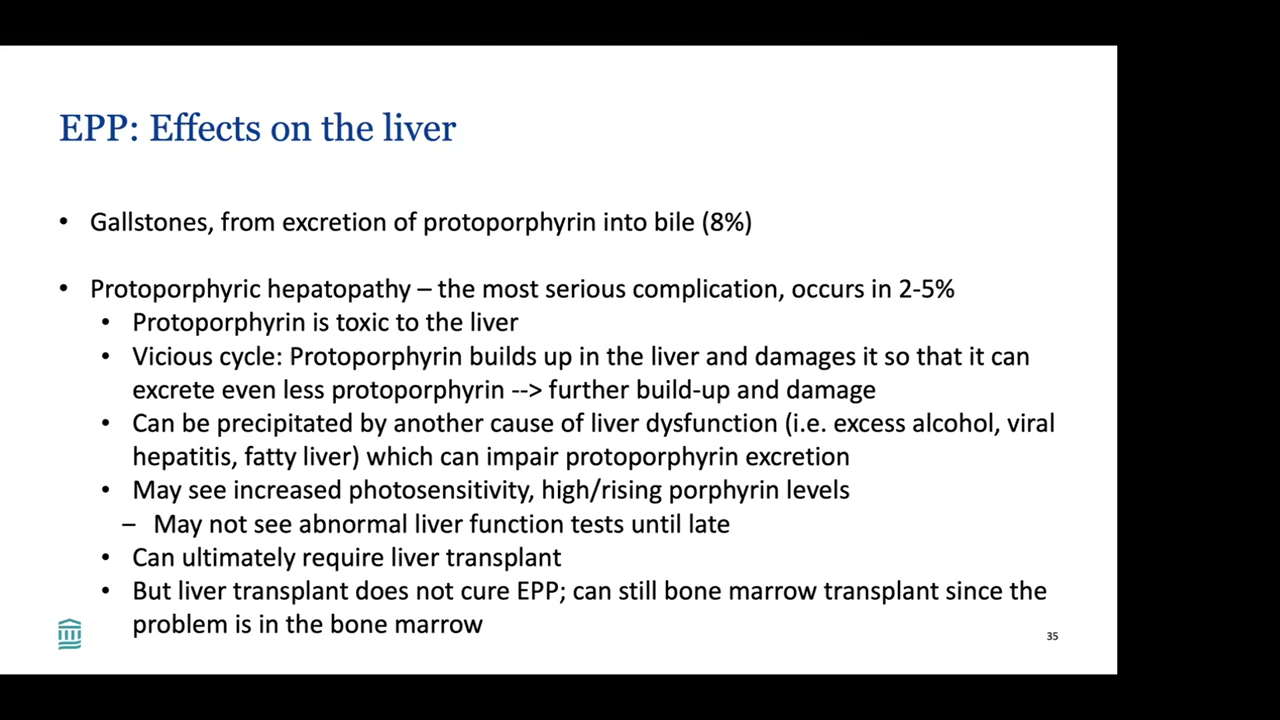 EPP: Effects on the liver
• Gallstones, from excretion of protoporphyrin into bile (8%)
• Protoporphyric hepatopathy – the most serious complication, occurs in 2-5%
• Protoporphyrin is toxic to the liver
• Vicious cycle: Protoporphyrin builds up in the liver and damages it so that it can
excrete even less protoporphyrin --> further build-up and damage
• Can be precipitated by another cause of liver dysfunction (i.e. excess alcohol, viral
hepatitis, fatty liver) which can impair protoporphyrin excretion
• May see increased photosensitivity, high/rising porphyrin levels
– May not see abnormal liver function tests until late
• Can ultimately require liver transplant
• But liver transplant does not cure EPP; can still bone marrow transplant since the
problem is in the bone marrow
35